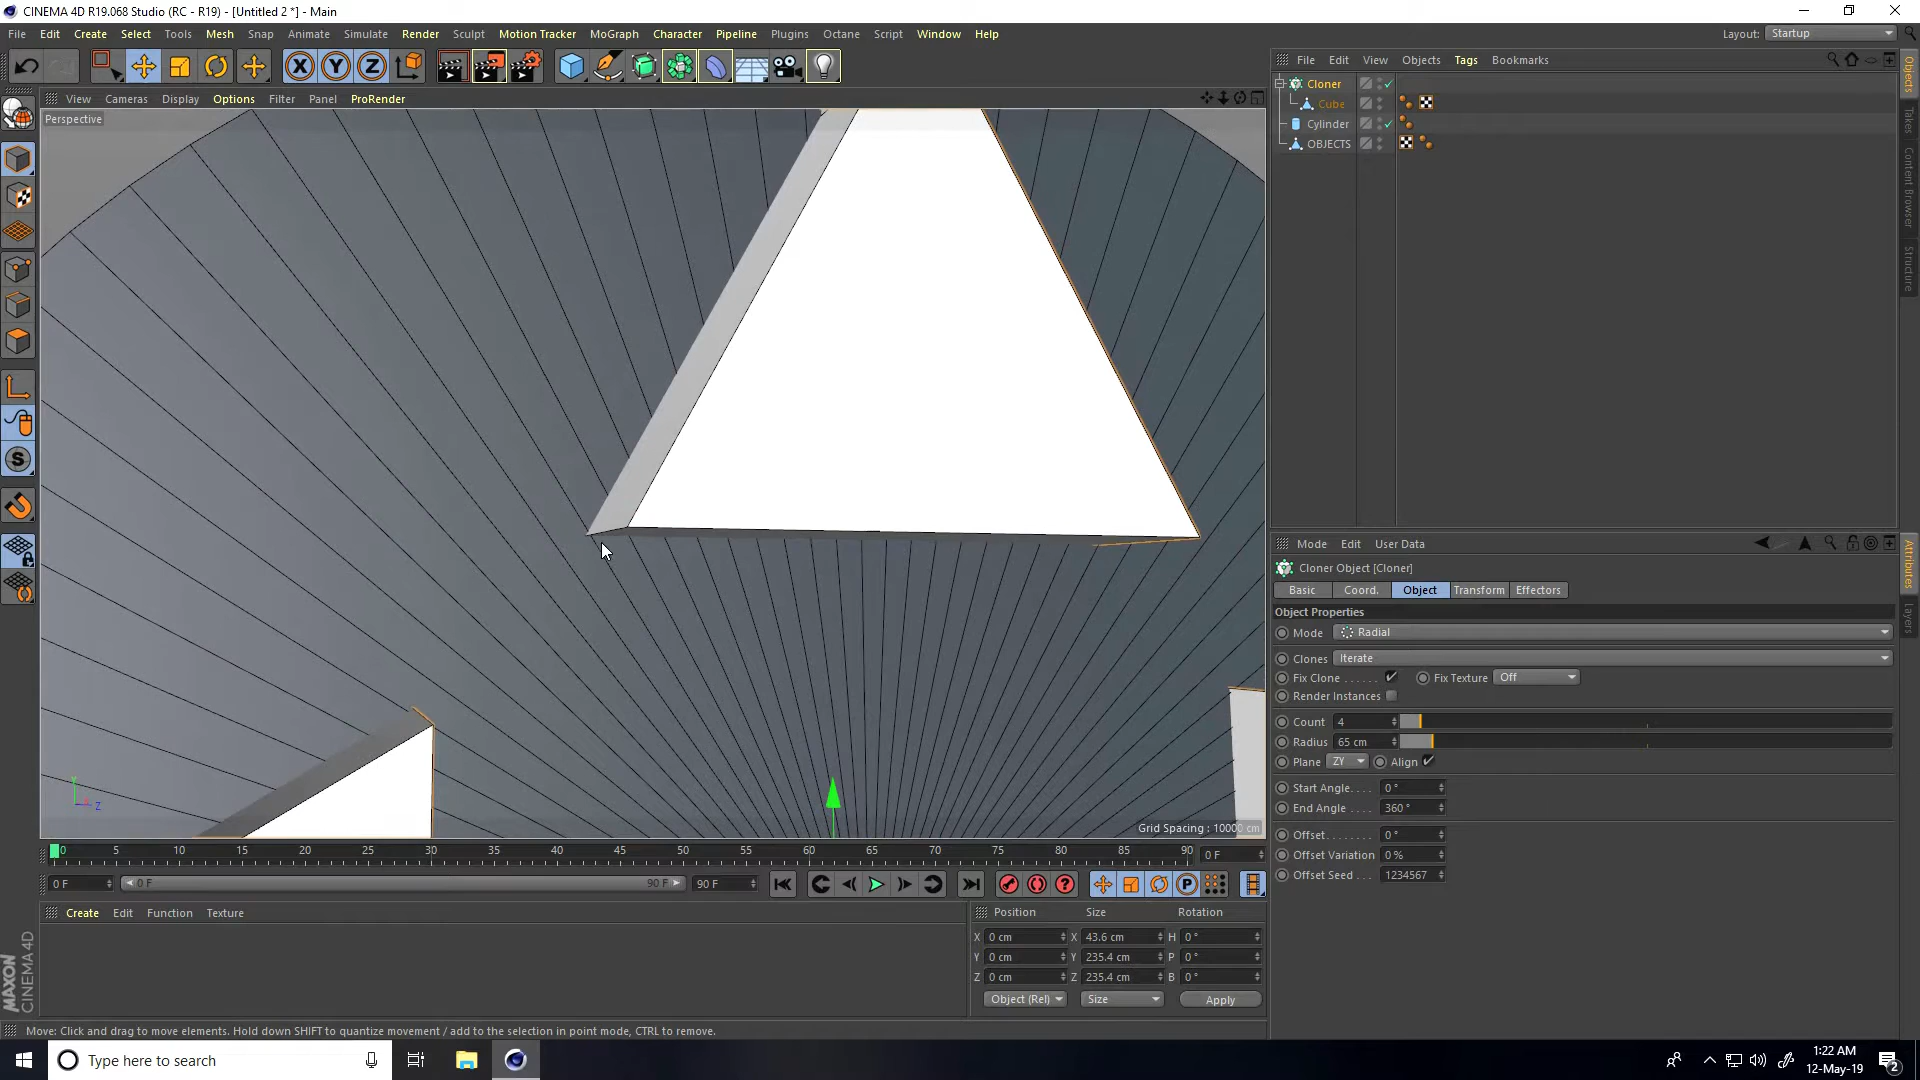 CINEMA 4D R19.068 Studio (RC - R19) - [Untitled 2 *] - Main
File Edit Create Select Tools Mesh Snap Animate Simulate Render Sculpt Motion Tracker MoGraph Character Pipeline Plugins Octane Script Window Help
Layout: Startup
File Edit View Objects Tags Bookmarks
Cloner
Cube
Cylinder
OBJECTS
Objects
Takes
Content Browser
Structure
View Cameras Display Options Filter Panel ProRender
Perspective
Y
X
Z
Grid Spacing : 10000 cm
Mode Edit User Data
Cloner Object [Cloner]
Basic Coord. Object Transform Effectors
Object Properties
Mode Radial
Clones Iterate
Fix Clone . . . . . . Fix Texture Off
Render Instances
Count 4
Radius 65 cm
Plane ZY Align
Start Angle. . . . 0 °
End Angle . . . . 360 °
Offset. . . . . . . . 0 °
Offset Variation 0 %
Offset Seed . . . 1234567
Attributes
Layers
0 5 10 15 20 25 30 35 40 45 50 55 60 65 70 75 80 85 90 0 F
0 F 0 F 90 F 90 F
Create Edit Function Texture
Position Size Rotation
X 0 cm X 43.6 cm H 0 °
Y 0 cm Y 235.4 cm P 0 °
Z 0 cm Z 235.4 cm B 0 °
Object (Rel) Size Apply
MAXON
CINEMA 4D
Move: Click and drag to move elements. Hold down SHIFT to quantize movement / add to the selection in point mode, CTRL to remove.
Type here to search
1:22 AM
12-May-19
2